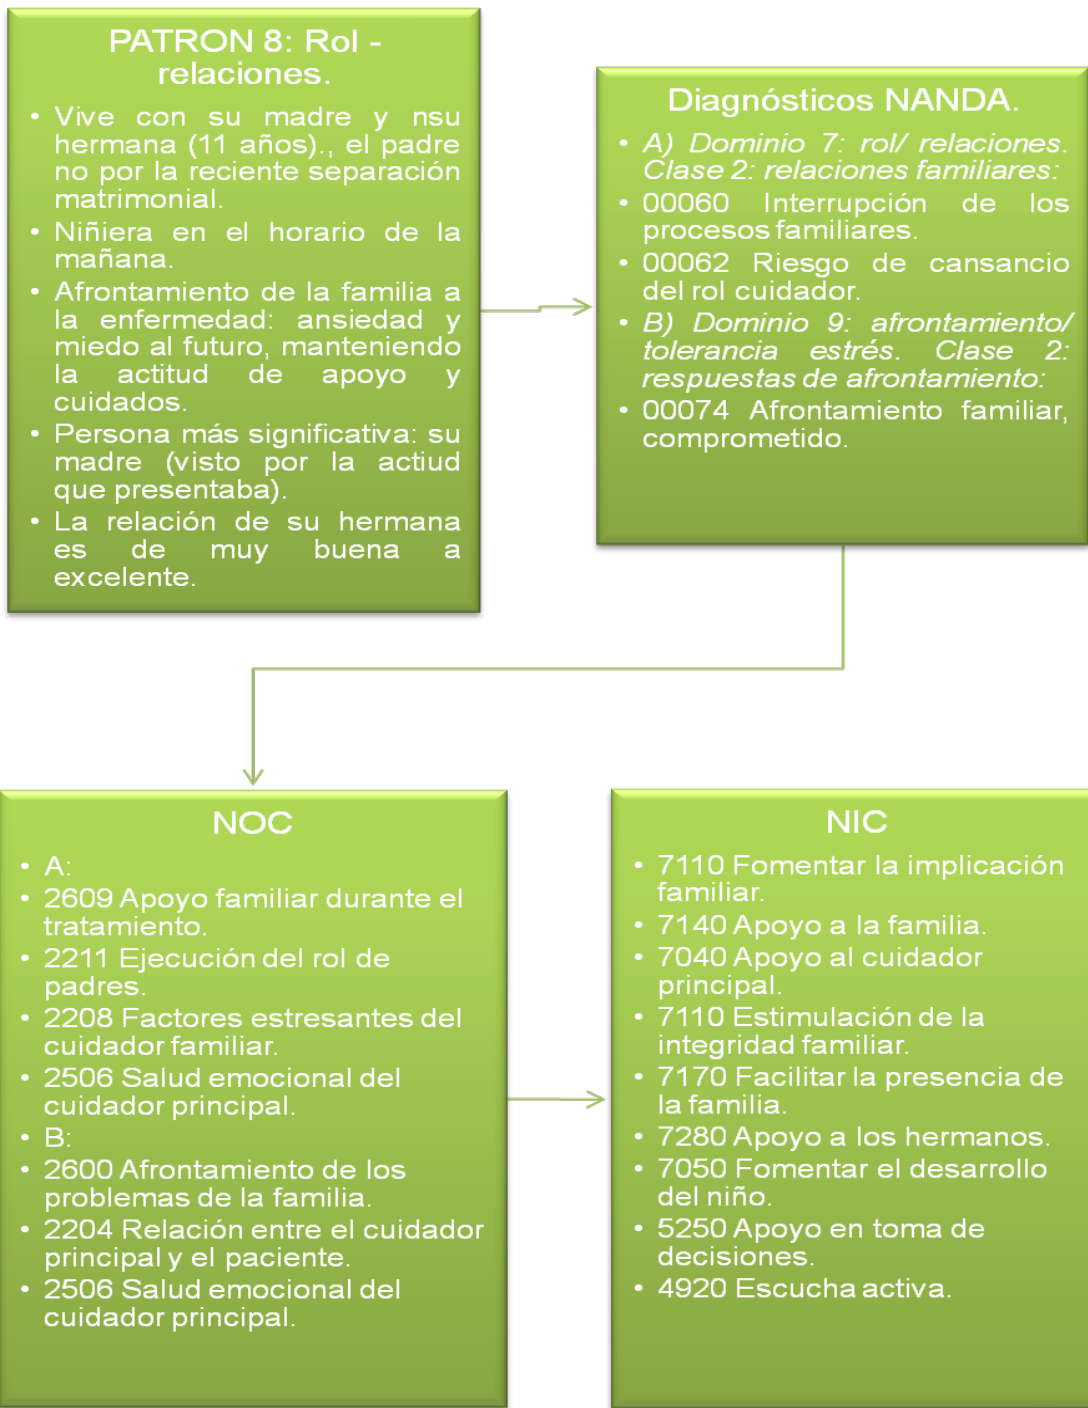 PATRON 8: Rol -
relaciones.
• Vive con su madre y nsu
hermana (11 años)., el padre
no por la reciente separación
matrimonial.
• Niñiera en el horario de la
mañana.
• Afrontamiento de la familia a
la enfermedad: ansiedad y
miedo al futuro, manteniendo
la actitud de apoyo y
cuidados.
• Persona más significativa: su
madre (visto por la actiud
que presentaba).
• La relación de su hermana
es de muy buena a
excelente.
Diagnósticos NANDA.
• A) Dominio 7: rol/ relaciones.
Clase 2: relaciones familiares:
• 00060 Interrupción de los
procesos familiares.
• 00062 Riesgo de cansancio
del rol cuidador.
• B) Dominio 9: afrontamiento/
tolerancia estrés. Clase 2:
respuestas de afrontamiento:
• 00074 Afrontamiento familiar,
comprometido.
NOC
• A:
• 2609 Apoyo familiar durante el
tratamiento.
• 2211 Ejecución del rol de
padres.
• 2208 Factores estresantes del
cuidador familiar.
• 2506 Salud emocional del
cuidador principal.
• B:
• 2600 Afrontamiento de los
problemas de la familia.
• 2204 Relación entre el cuidador
principal y el paciente.
• 2506 Salud emocional del
cuidador principal.
NIC
• 7110 Fomentar la implicación
familiar.
• 7140 Apoyo a la familia.
• 7040 Apoyo al cuidador
principal.
• 7110 Estimulación de la
integridad familiar.
• 7170 Facilitar la presencia de
la familia.
• 7280 Apoyo a los hermanos.
• 7050 Fomentar el desarrollo
del niño.
• 5250 Apoyo en toma de
decisiones.
• 4920 Escucha activa.